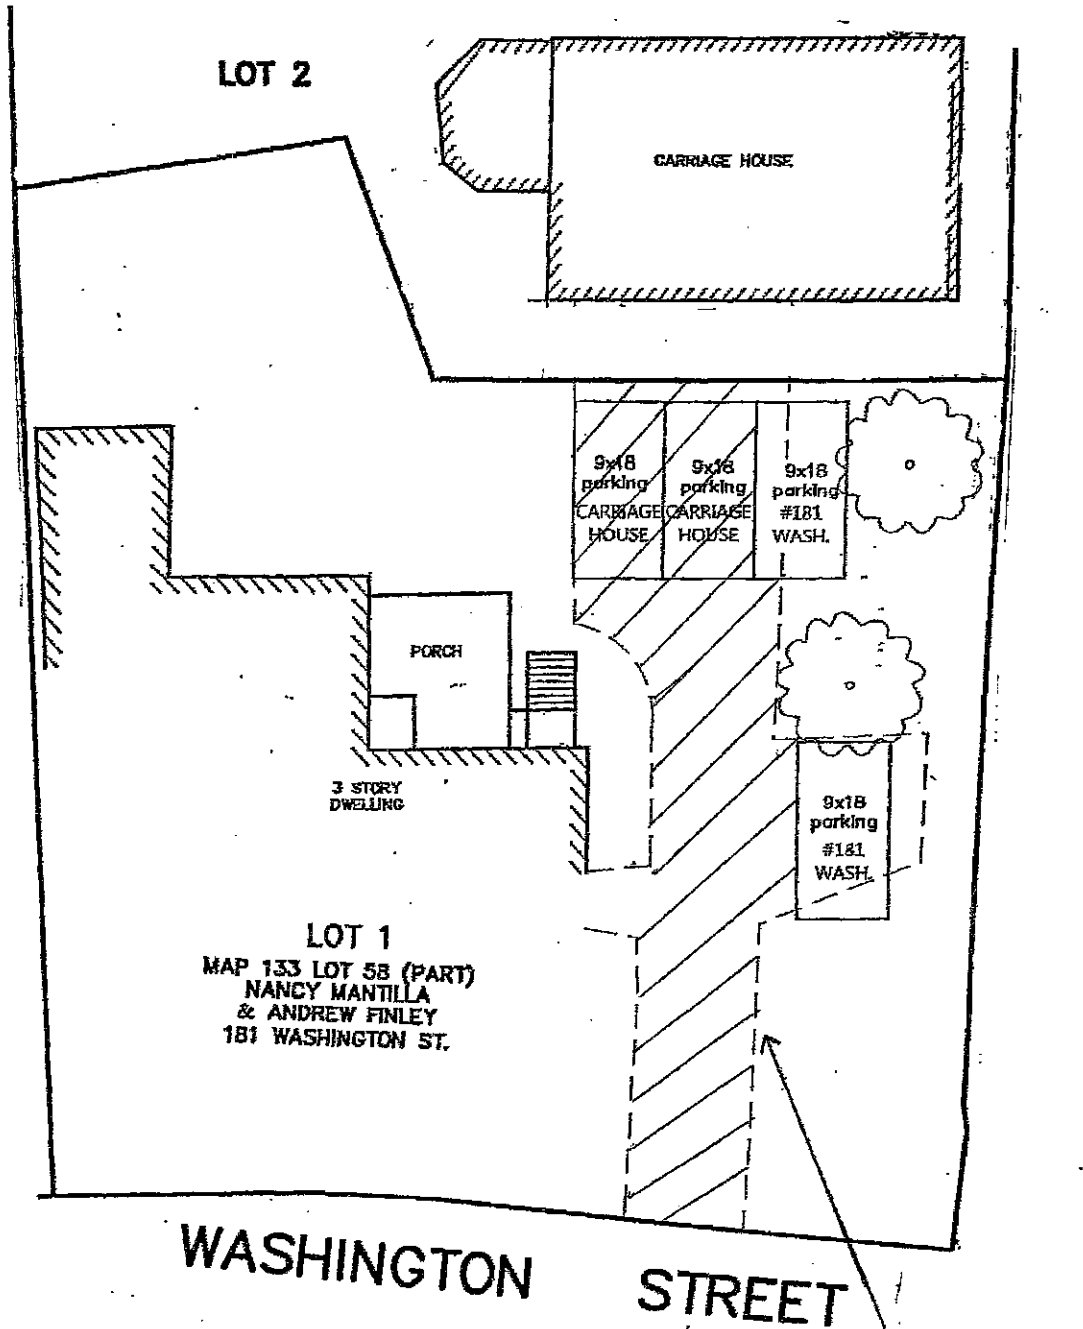 LOT 2
CARRIAGE HOUSE
9x18
parking
CARRIAGE
HOUSE
9x18
parking
CARRIAGE
HOUSE
9x18
parking
#181
WASH.
PORCH
3 STORY
DWELLING
9x18
parking
#181
WASH.
LOT 1
MAP 133 LOT 58 (PART)
NANCY MANTILLA
& ANDREW FINLEY
181 WASHINGTON ST.
WASHINGTON STREET